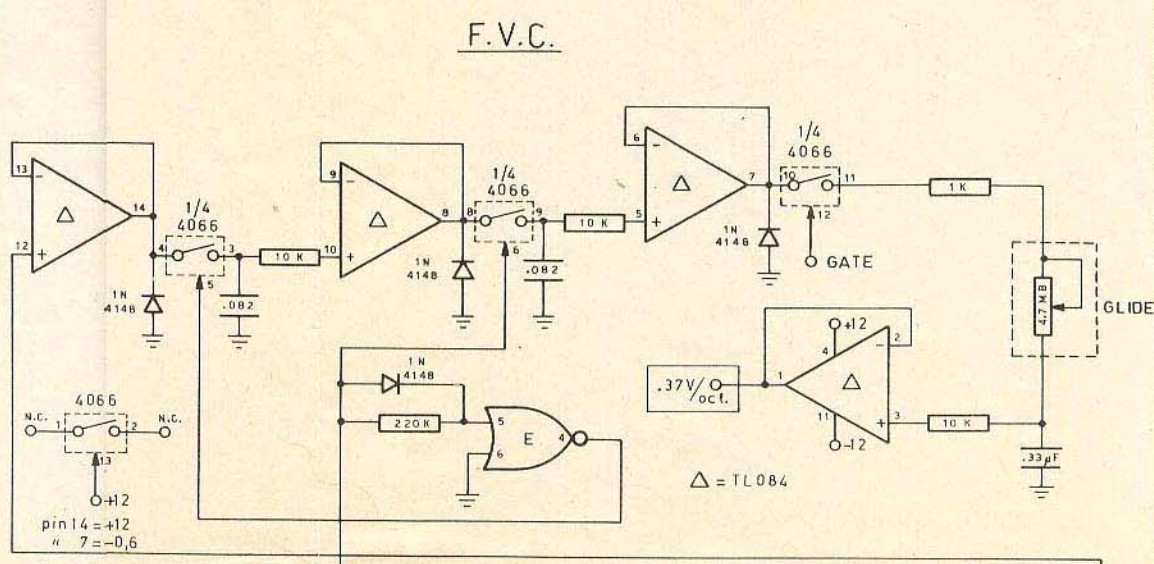 F.V.C.
13
12
14
1/4
4066
4
3
5
1N
4148
.082
10K
9
10
8
1N
4148
1/4
4066
8
9
6
.082
10 K
6
5
7
1N
4148
1/4
4066
10
11
12
GATE
1K
4.7 MB
GLIDE
+12
4
2
1
11
3
-12
.37V/
oct.
10 K
.33µF
△ = TL084
1 N
4148
220K
5
6
E
4
4066
N.C.
1
2
N.C.
13
+12
pin 14 = +12
" 7 = -0,6